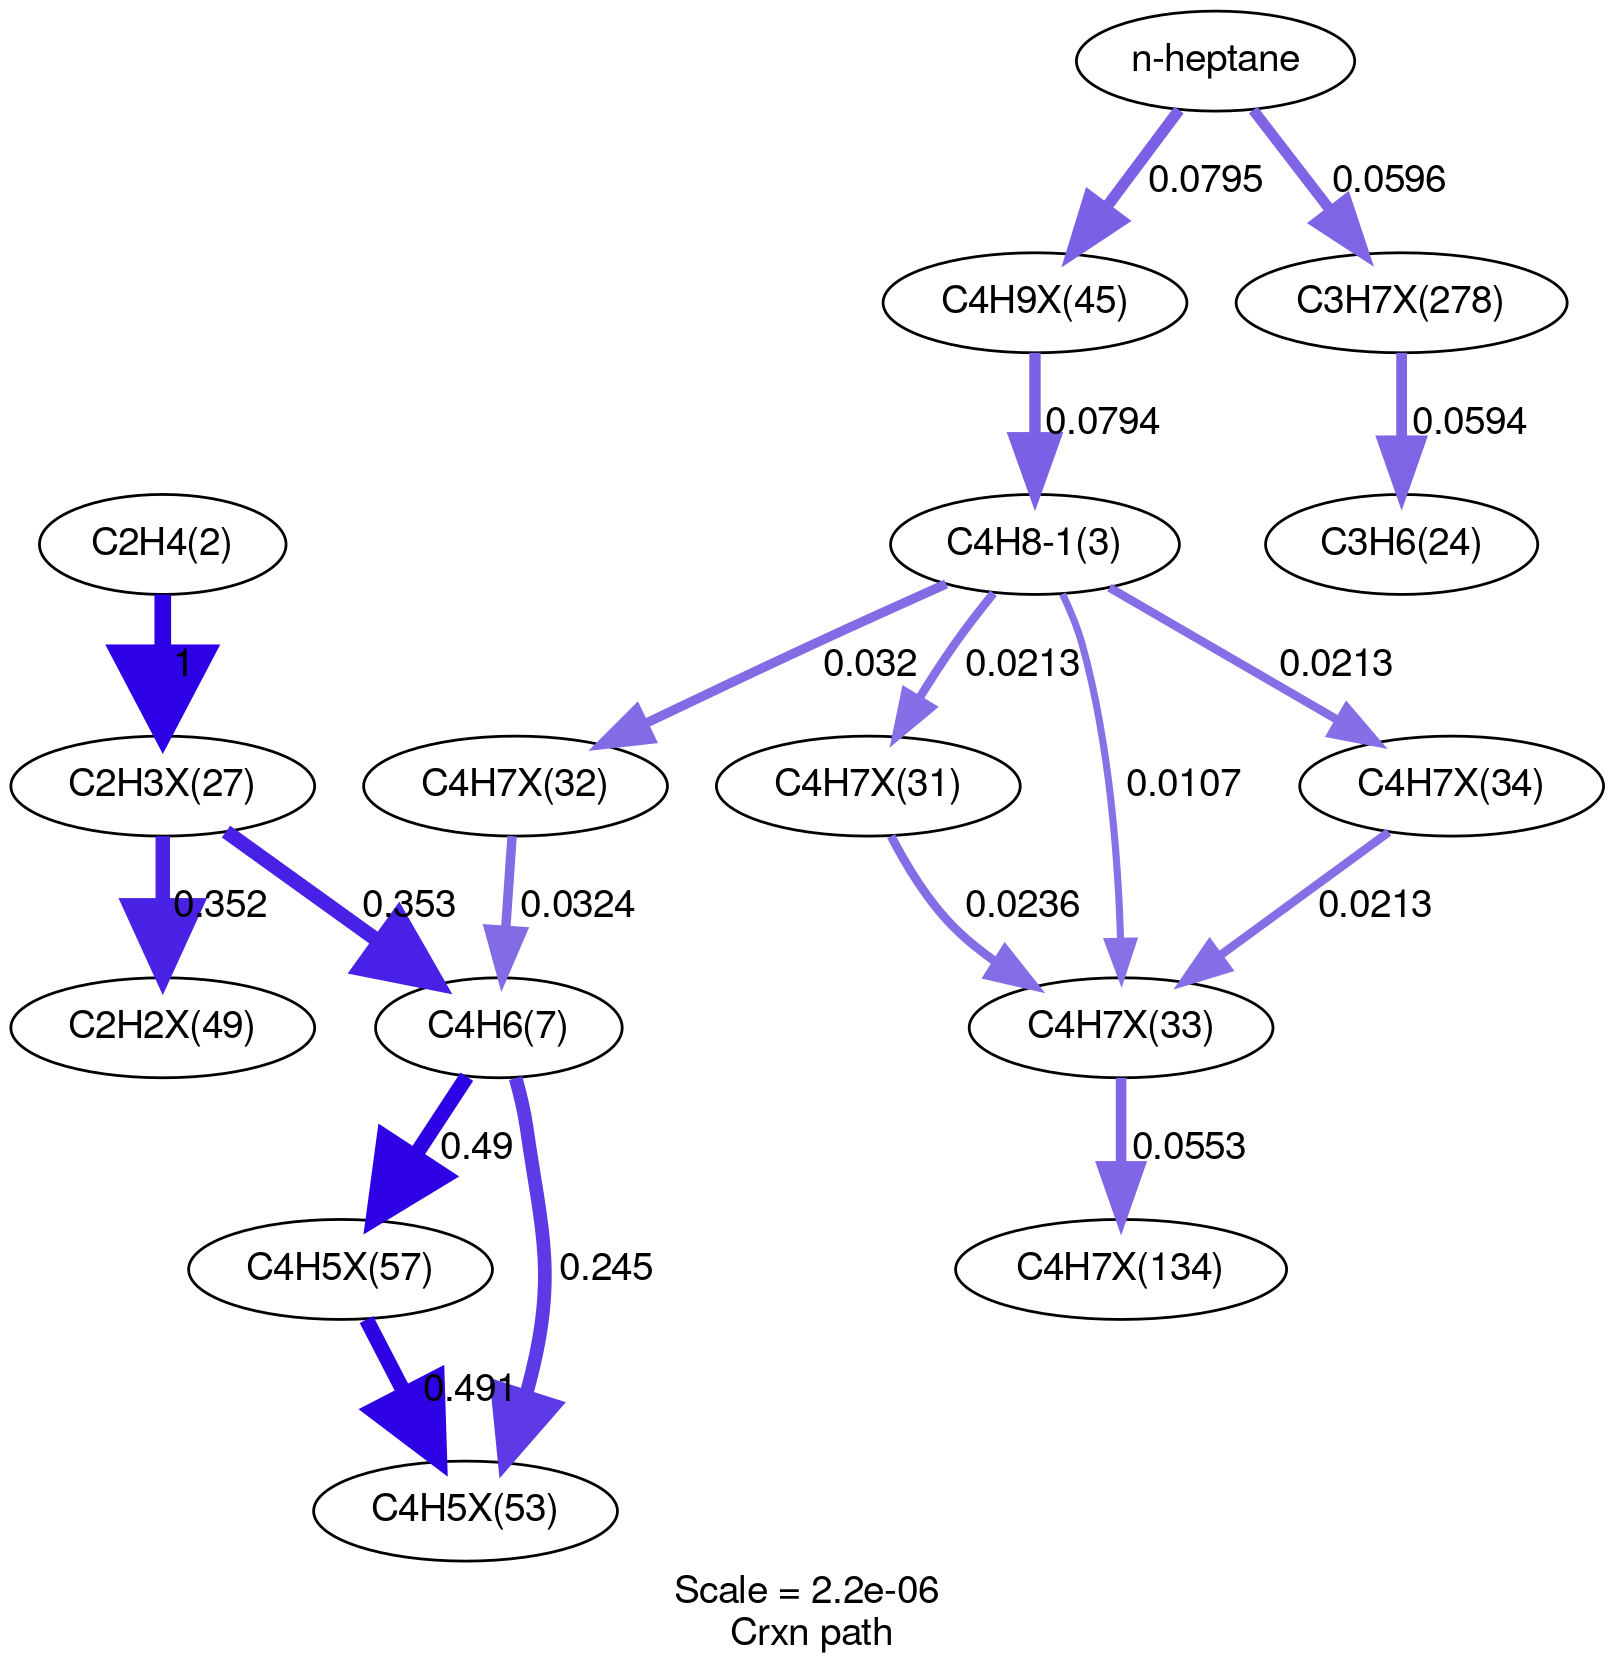 n-heptane
0.0795
0.0596
C4H9X(45)
C3H7X(278)
0.0794
0.0594
C2H4(2)
C4H8-1(3)
C3H6(24)
1
0.032
0.0213
0.0213
C2H3X(27)
C4H7X(32)
C4H7X(31)
0.0107
C4H7X(34)
0.352
0.353
0.0324
0.0236
0.0213
C2H2X(49)
C4H6(7)
C4H7X(33)
0.49
0.0553
C4H5X(57)
0.245
C4H7X(134)
0.491
C4H5X(53)
Scale = 2.2e-06
Crxn path